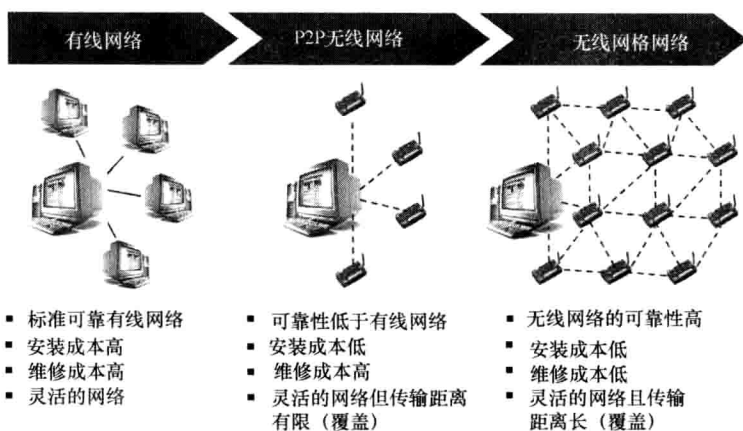 有线网络
P2P无线网络
无线网格网络
▪ 标准可靠有线网络
▪ 安装成本高
▪ 维修成本高
▪ 灵活的网络
▪ 可靠性低于有线网络
▪ 安装成本低
▪ 维修成本高
▪ 灵活的网络但传输距离
有限（覆盖）
▪ 无线网络的可靠性高
▪ 安装成本低
▪ 维修成本低
▪ 灵活的网络且传输
距离长（覆盖）